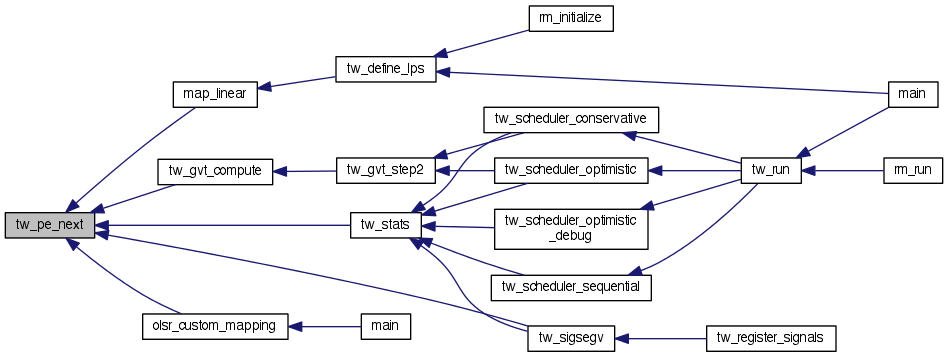 rm_initialize
tw_define_lps
map_linear
main
tw_scheduler_conservative
tw_gvt_compute
tw_gvt_step2
tw_scheduler_optimistic
tw_run
rm_run
tw_pe_next
tw_stats
tw_scheduler_optimistic
_debug
tw_scheduler_sequential
olsr_custom_mapping
main
tw_sigsegv
tw_register_signals